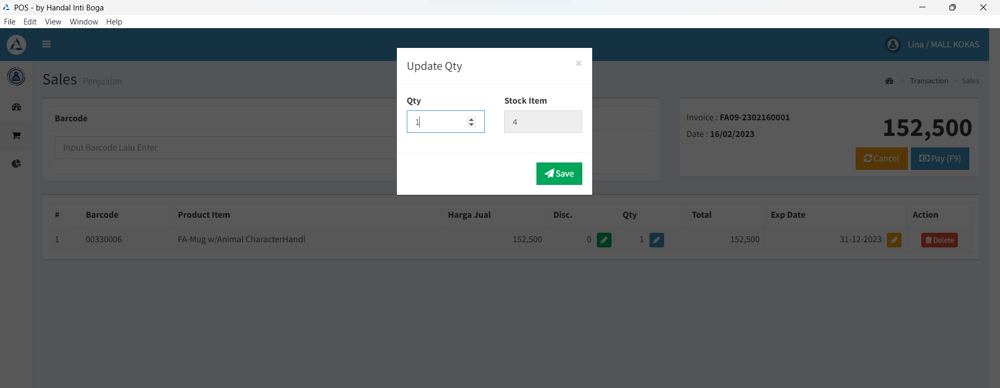 POS - by Handal Inti Boga
File Edit View Window Help
Lina / MALL KOKAS
Sales Penjualan
Transaction > Sales
Update Qty
×
Qty
Stock Item
1
4
Save
Barcode
Input Barcode Lalu Enter
Invoice : FA09-2302160001
Date : 16/02/2023
152,500
Cancel
Pay (F9)
# Barcode Product Item Harga Jual Disc. Qty Total Exp Date Action
1 00330006 FA-Mug w/Animal CharacterHandl 152,500 0 1 152,500 31-12-2023 Delete